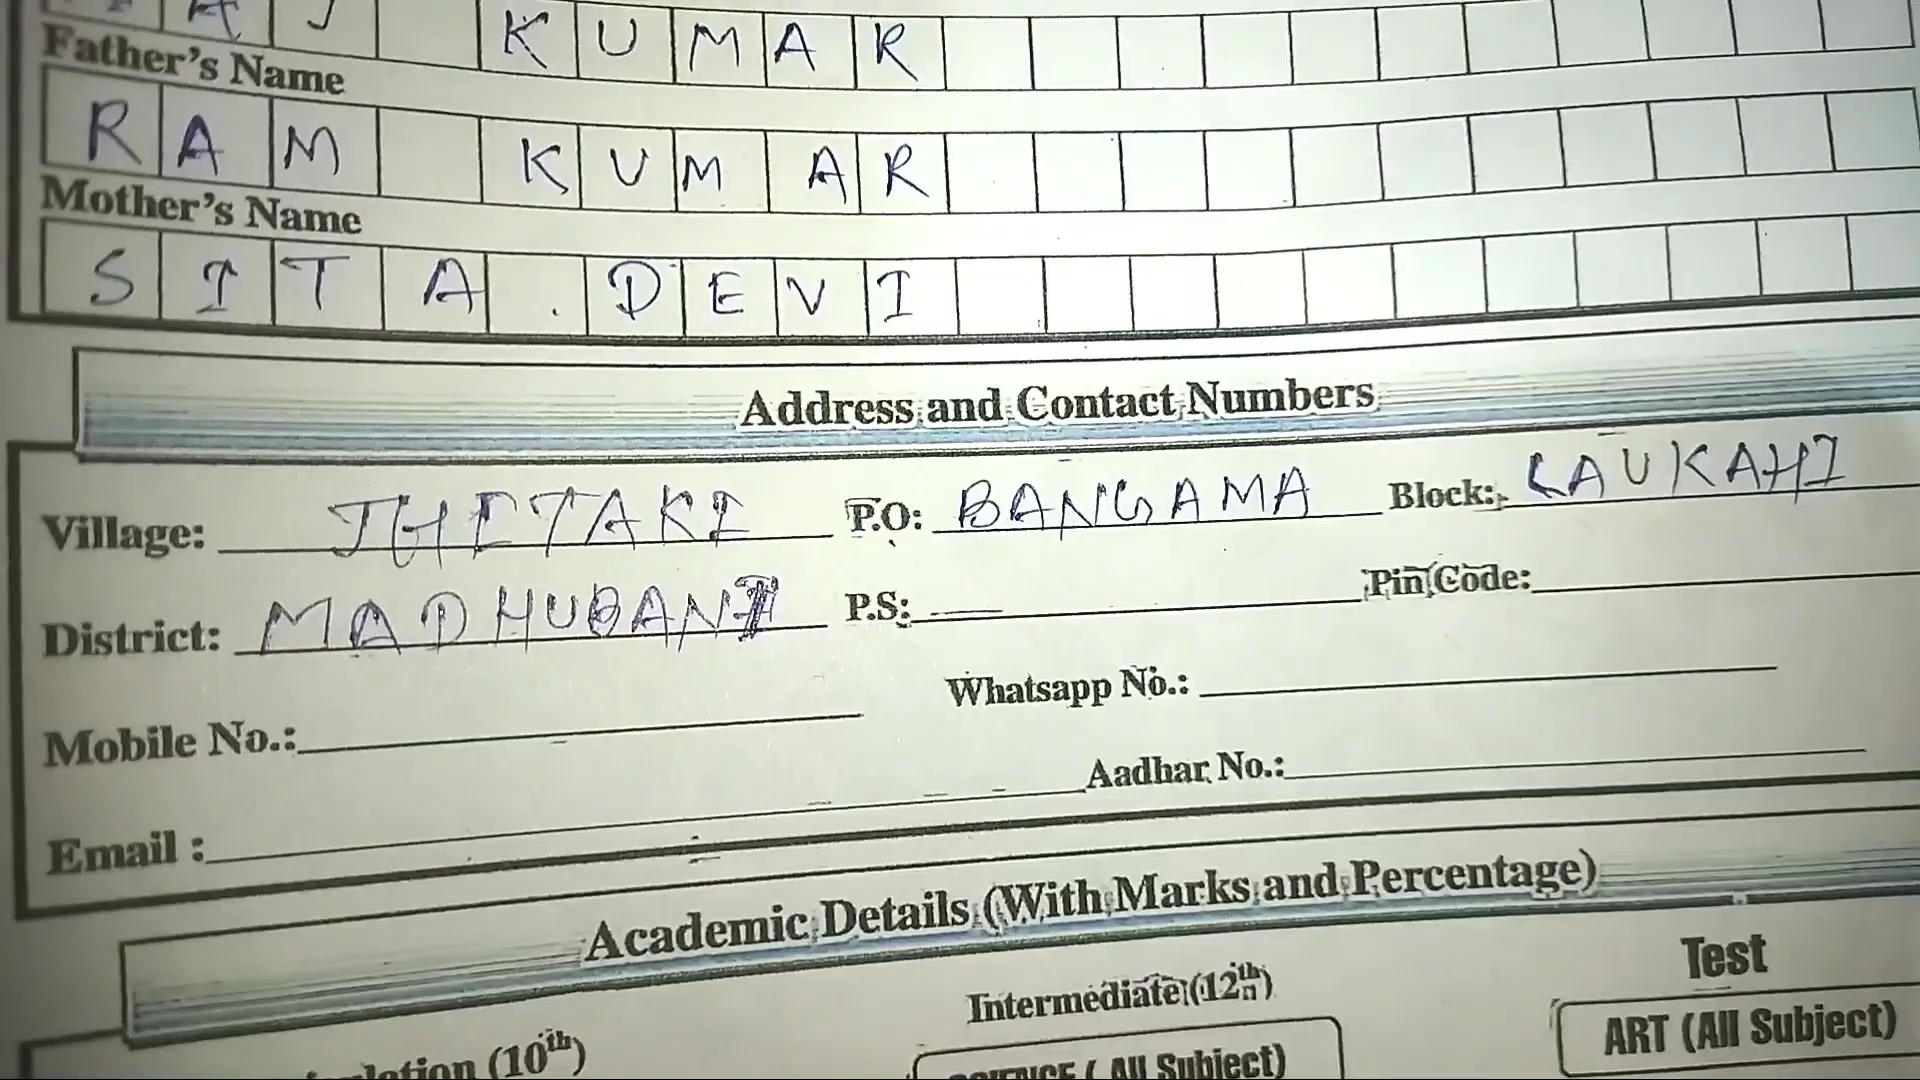 KUMAR
Father's Name
RAM KUMAR
Mother's Name
SITA DEVI
Address and Contact Numbers
Village: JHITAKI P.O: BANGAMA Block: LAUKAHI
District: MADHUBANI P.S: Pin Code:
Mobile No.: Whatsapp No.:
Email : Aadhar No.:
Academic Details (With Marks and Percentage)
(10th) Intermediate (12th) Test
( All Subject) ART (All Subject)